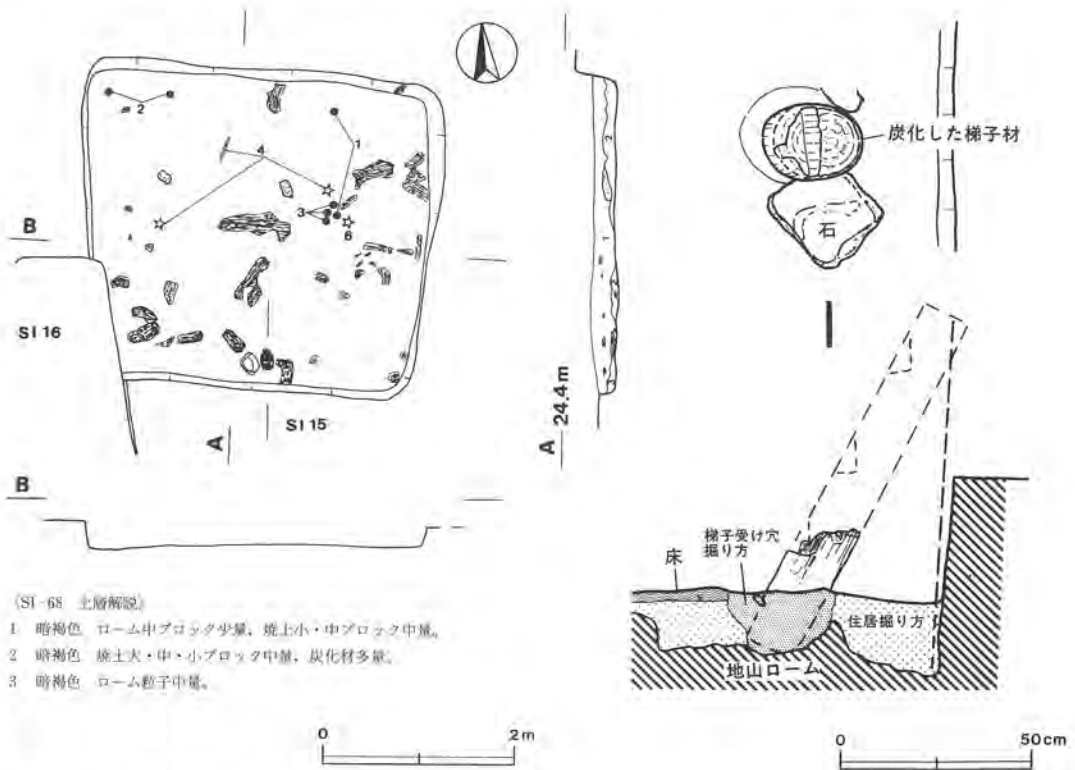 2
1
4
3
6
B
SI 16
SI 15
A
B
2
1
A 24.4m
炭化した梯子材
石
梯子受け穴
掘り方
床
住居掘り方
地山ローム
〈SI-68 土層解説〉
1 暗褐色 ローム中ブロック少量，焼土小・中ブロック中量。
2 暗褐色 焼土大・中・小ブロック中量，炭化材多量。
3 暗褐色 ローム粒子中量。
0 2m
0 50cm